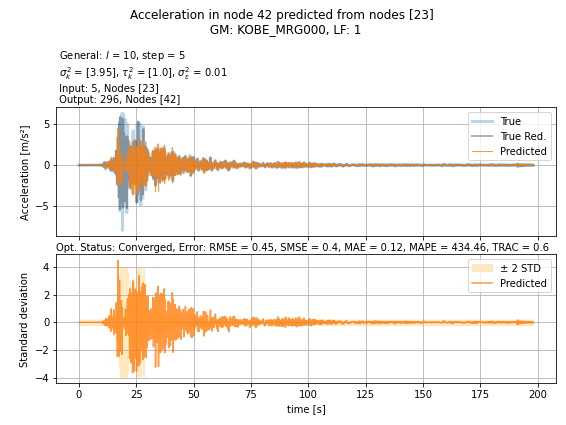 Acceleration in node 42 predicted from nodes [23]
GM: KOBE_MRG000, LF: 1
General: l = 10, step = 5
σ²_k = [3.95], τ²_k = [1.0], σ²_ε = 0.01
Input: 5, Nodes [23]
Output: 296, Nodes [42]
5
0
−5
Acceleration [m/s²]
True
True Red.
Predicted
Opt. Status: Converged, Error: RMSE = 0.45, SMSE = 0.4, MAE = 0.12, MAPE = 434.46, TRAC = 0.6
4
2
0
−2
−4
Standard deviation
± 2 STD
Predicted
0 25 50 75 100 125 150 175 200
time [s]